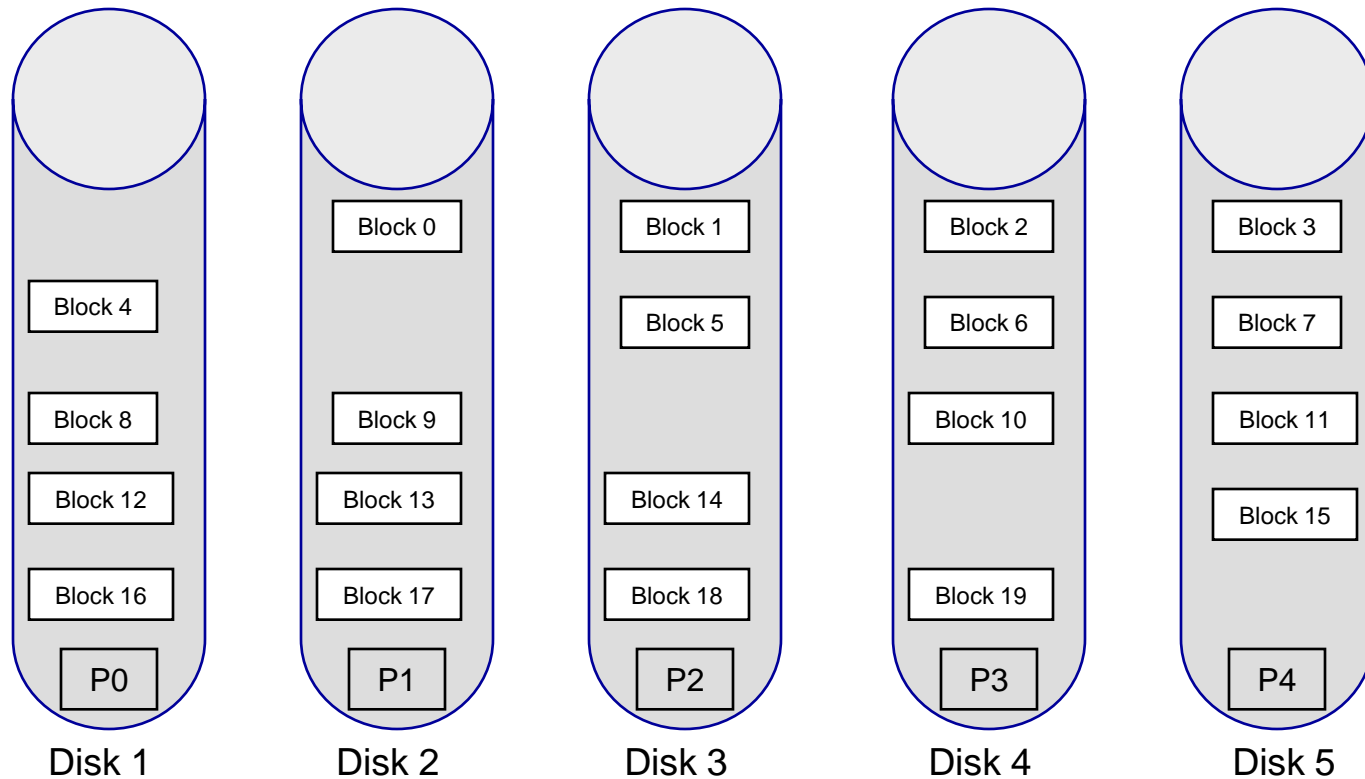 Block 0
Block 1
Block 2
Block 3
Block 4
Block 5
Block 6
Block 7
Block 8
Block 9
Block 10
Block 11
Block 12
Block 13
Block 14
Block 15
Block 16
Block 17
Block 18
Block 19
P0
P1
P2
P3
P4
Disk 1
Disk 2
Disk 3
Disk 4
Disk 5